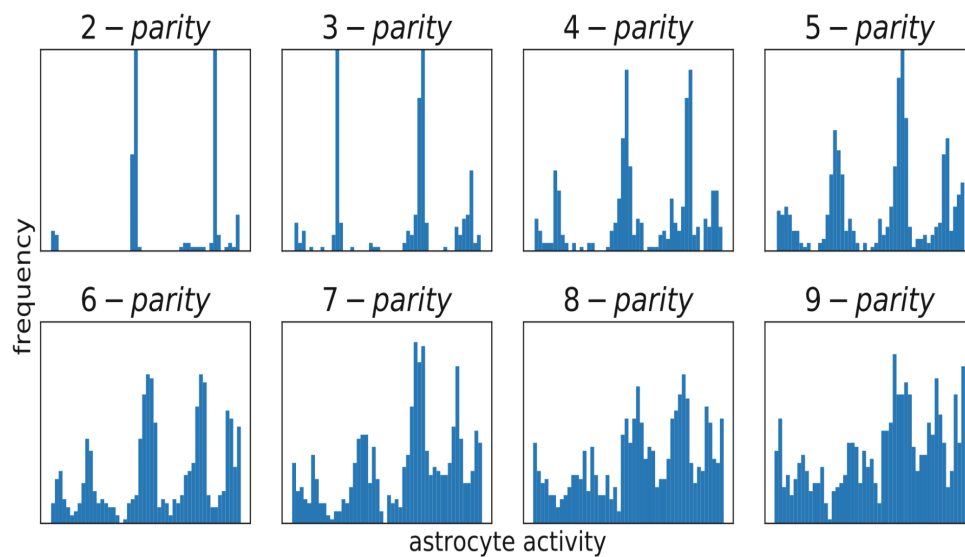 2 − parity
3 − parity
4 − parity
5 − parity
frequency
6 − parity
7 − parity
8 − parity
9 − parity
astrocyte activity